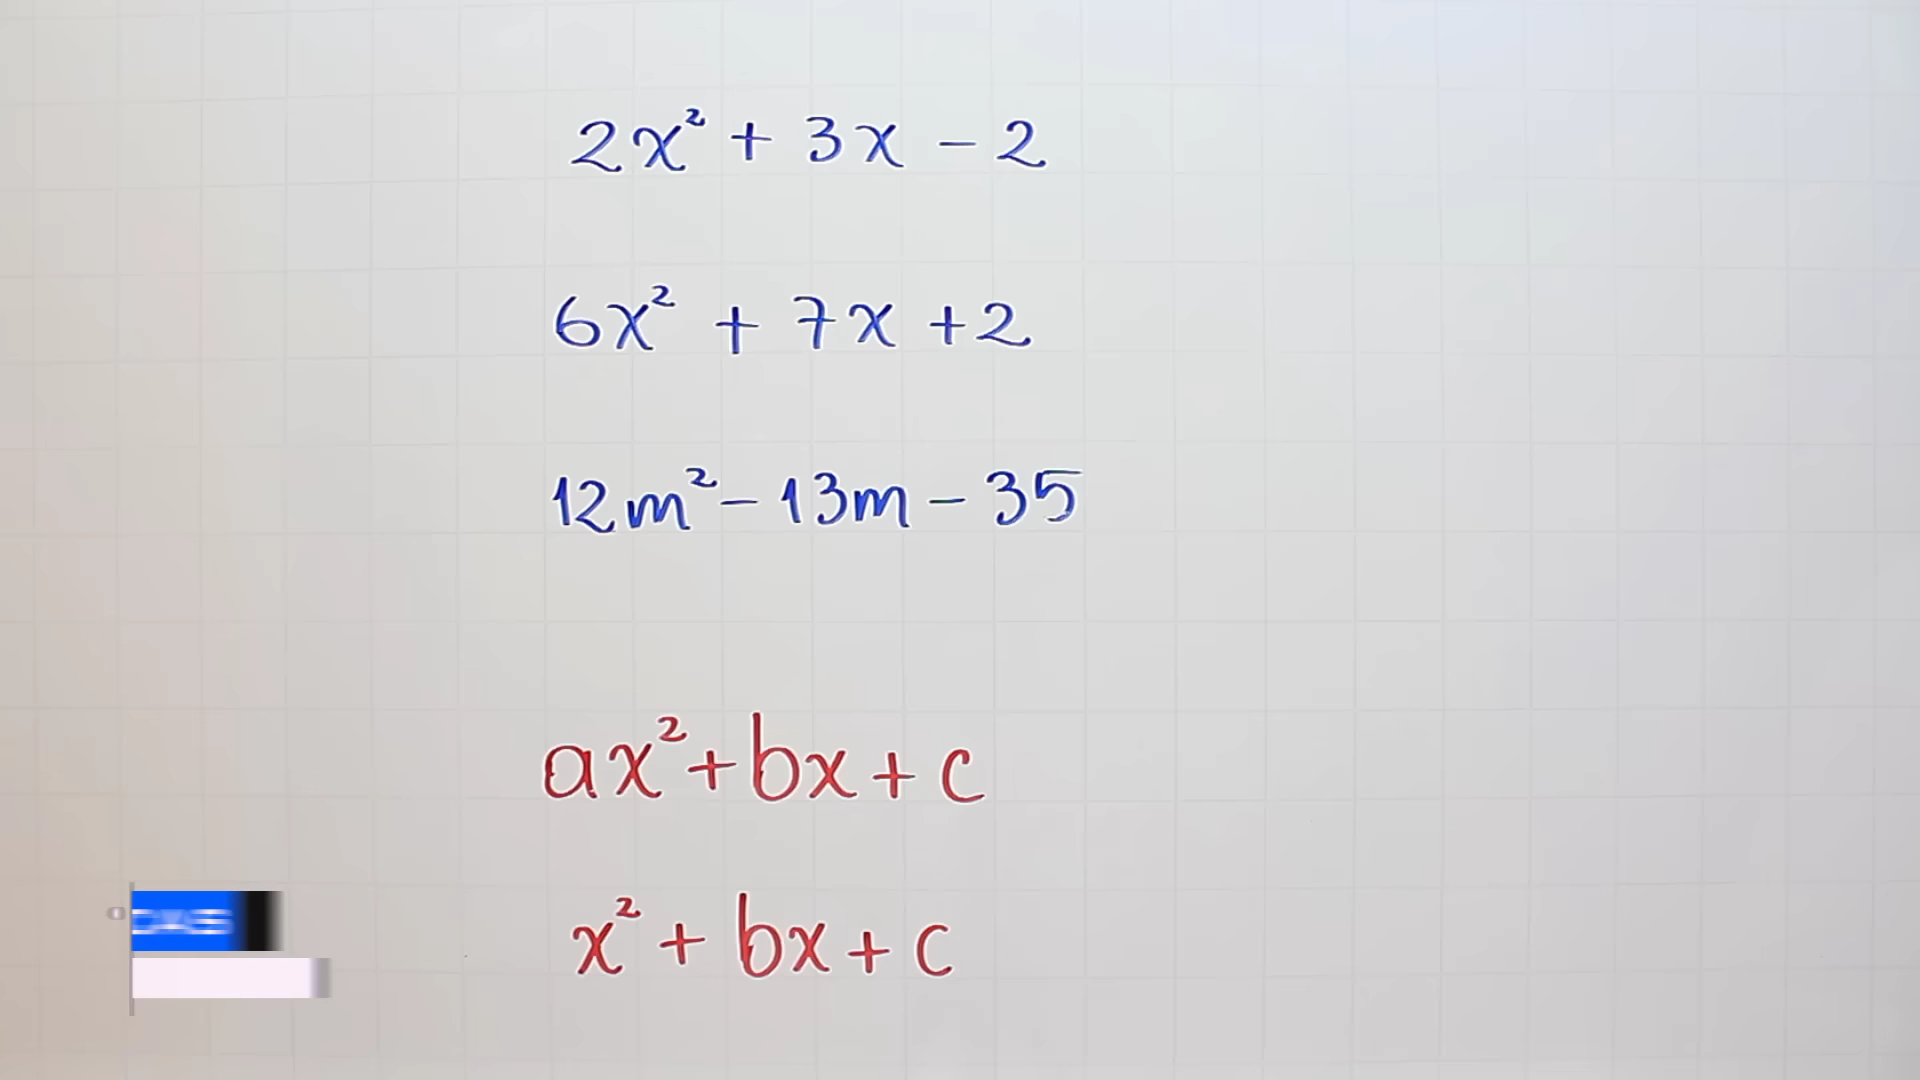 2x² + 3x - 2
6x² + 7x + 2
12m² - 13m - 35
ax² + bx + c
x² + bx + c